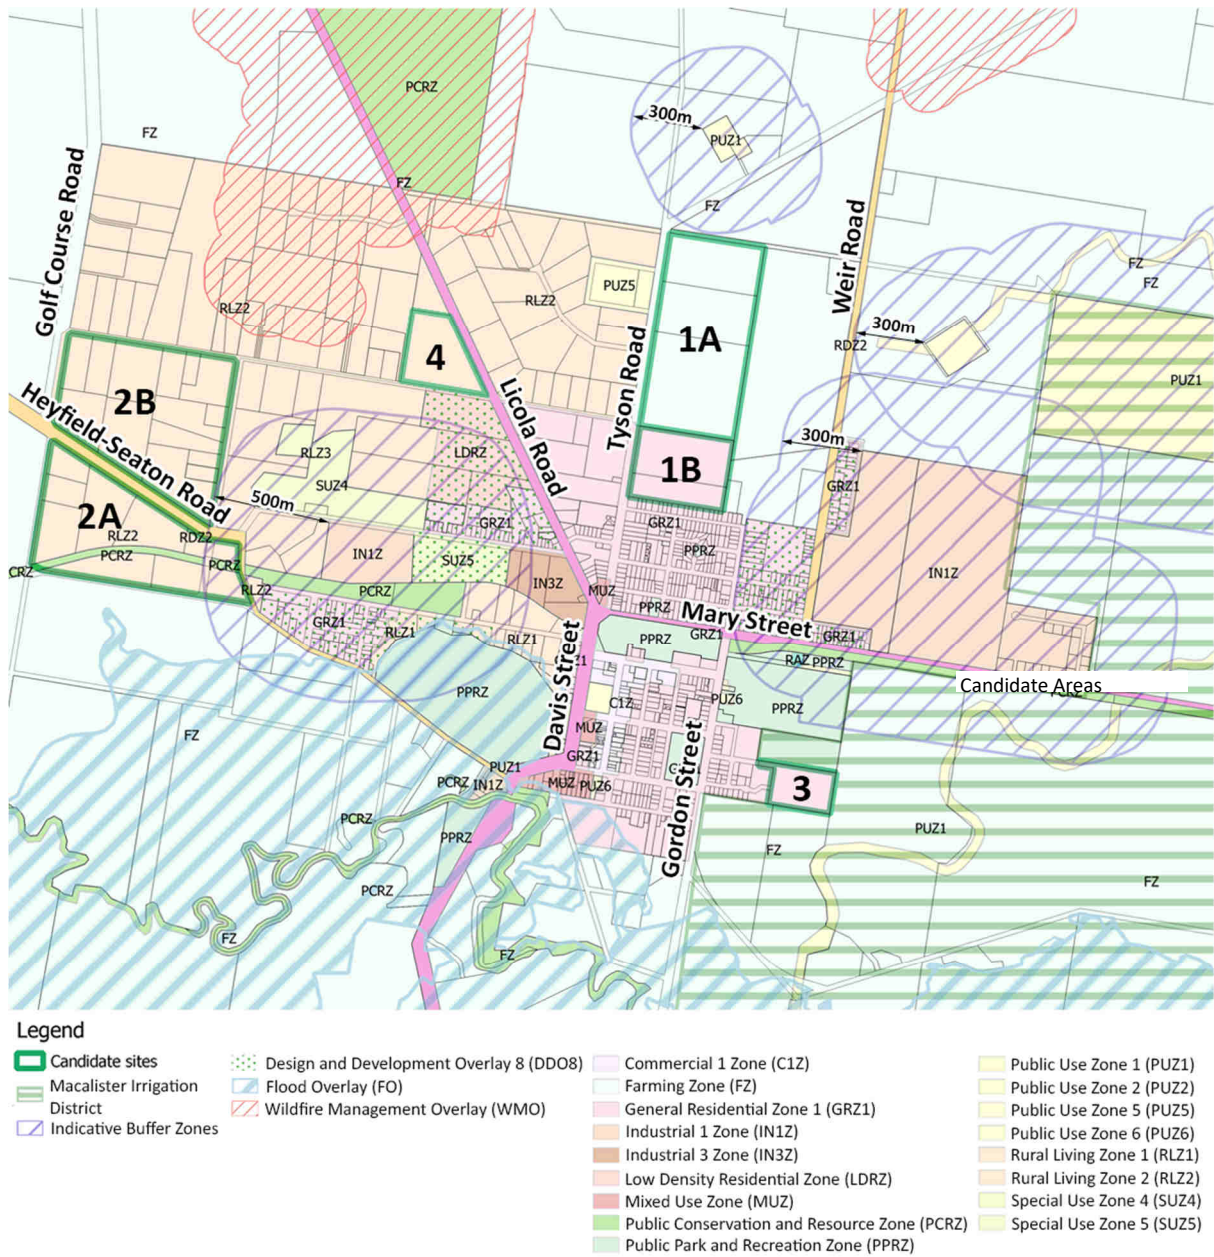 PCRZ
300m
PUZ1
FZ
FZ
FZ
Golf Course Road
Weir Road
FZ
FZ
PUZ5
RLZ2
RLZ2
1A
300m
RDZ2
PUZ1
4
Tyson Road
Licola Road
2B
Heyfield-Seaton Road
300m
RLZ3
LDRZ
1B
SUZ4
GRZ1
500m
2A
RLZ2
RDZ2
GRZ1
GRZ1
PPRZ
PCRZ
IN1Z
SUZ5
PCRZ
CRZ
IN3Z
IN1Z
RLZ2
PCRZ
MUZ
PPRZ
Mary Street
GRZ1
RLZ1
RLZ1
PPRZ
GRZ1
GRZ1
RAZ
PPRZ
Candidate Areas
Davis Street
PPRZ
PUZ6
C1Z
PPRZ
FZ
MUZ
Gordon Street
GRZ1
PUZ1
PCRZ
IN1Z
MUZ
PUZ6
3
PCRZ
PPRZ
PUZ1
FZ
PCRZ
FZ
FZ
FZ
Legend
Candidate sites
Macalister Irrigation
District
Indicative Buffer Zones
Design and Development Overlay 8 (DDO8)
Flood Overlay (FO)
Wildfire Management Overlay (WMO)
Commercial 1 Zone (C1Z)
Farming Zone (FZ)
General Residential Zone 1 (GRZ1)
Industrial 1 Zone (IN1Z)
Industrial 3 Zone (IN3Z)
Low Density Residential Zone (LDRZ)
Mixed Use Zone (MUZ)
Public Conservation and Resource Zone (PCRZ)
Public Park and Recreation Zone (PPRZ)
Public Use Zone 1 (PUZ1)
Public Use Zone 2 (PUZ2)
Public Use Zone 5 (PUZ5)
Public Use Zone 6 (PUZ6)
Rural Living Zone 1 (RLZ1)
Rural Living Zone 2 (RLZ2)
Special Use Zone 4 (SUZ4)
Special Use Zone 5 (SUZ5)